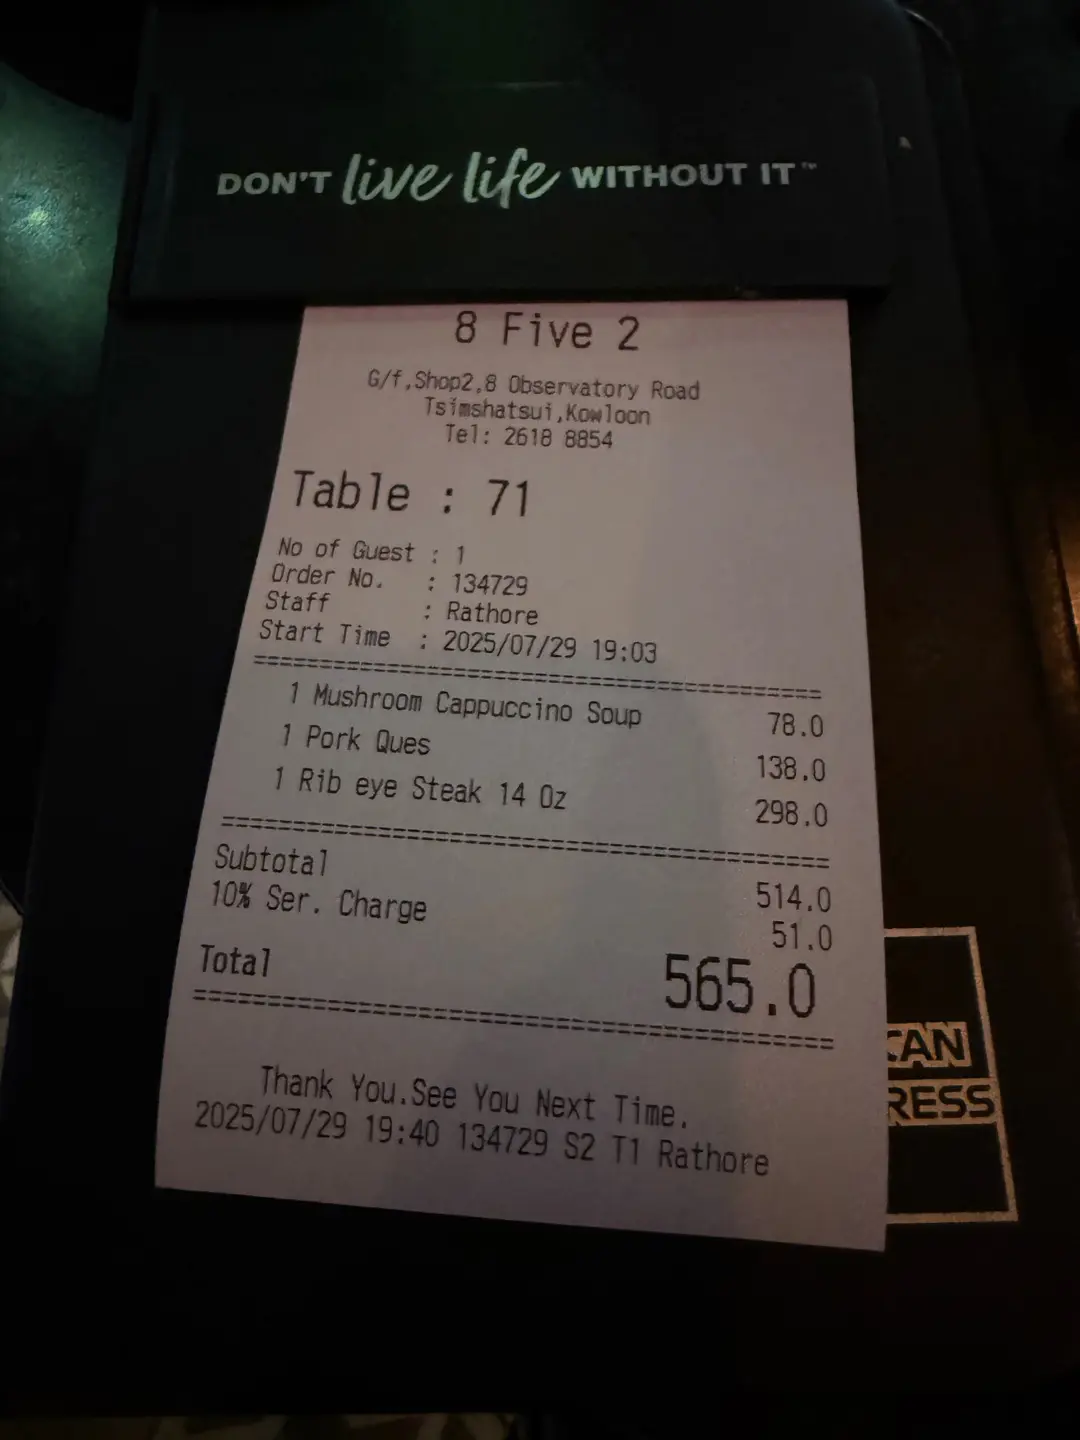 DON'T live life WITHOUT IT™
8 Five 2
G/f,Shop2,8 Observatory Road
Tsimshatsui,Kowloon
Tel: 2618 8854
Table : 71
No of Guest : 1
Order No. : 134729
Staff : Rathore
Start Time : 2025/07/29 19:03
1 Mushroom Cappuccino Soup 78.0
1 Pork Ques 138.0
1 Rib eye Steak 14 Oz 298.0
Subtotal 514.0
10% Ser. Charge 51.0
Total 565.0
Thank You.See You Next Time.
2025/07/29 19:40 134729 S2 T1 Rathore
CAN
RESS